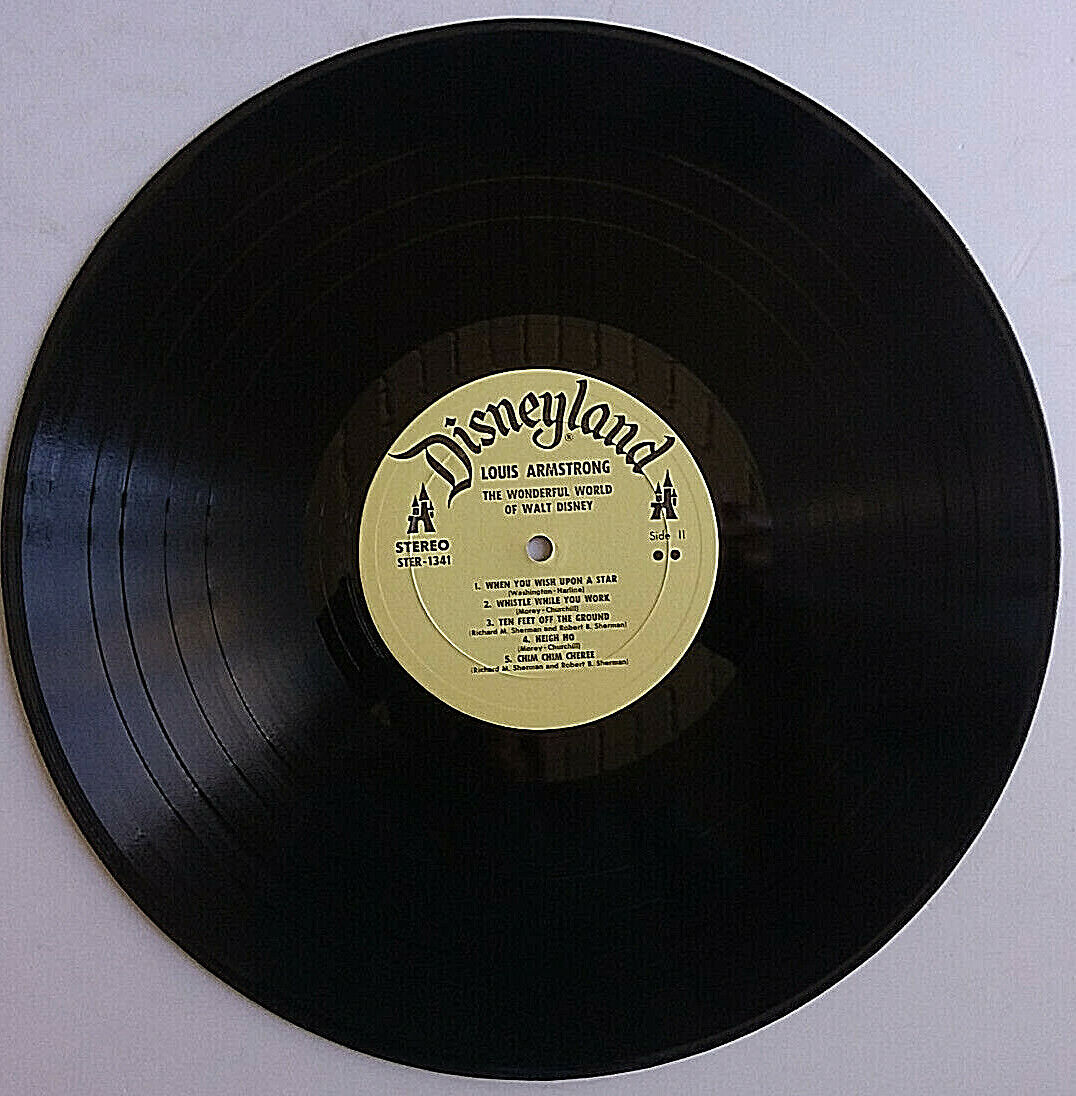 Disneyland
®
LOUIS ARMSTRONG
THE WONDERFUL WORLD
OF WALT DISNEY
STEREO
STER-1341
Side II
1. WHEN YOU WISH UPON A STAR
(Washington-Harline)
2. WHISTLE WHILE YOU WORK
(Morey-Churchill)
3. TEN FEET OFF THE GROUND
(Richard M. Sherman and Robert B. Sherman)
4. HEIGH HO
(Morey-Churchill)
5. CHIM CHIM CHEREE
(Richard M. Sherman and Robert B. Sherman)